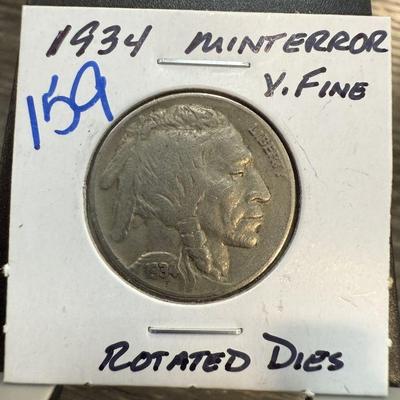 1934 MINTERROR
V. FINE
159
LIBERTY
1934
ROTATED DIES